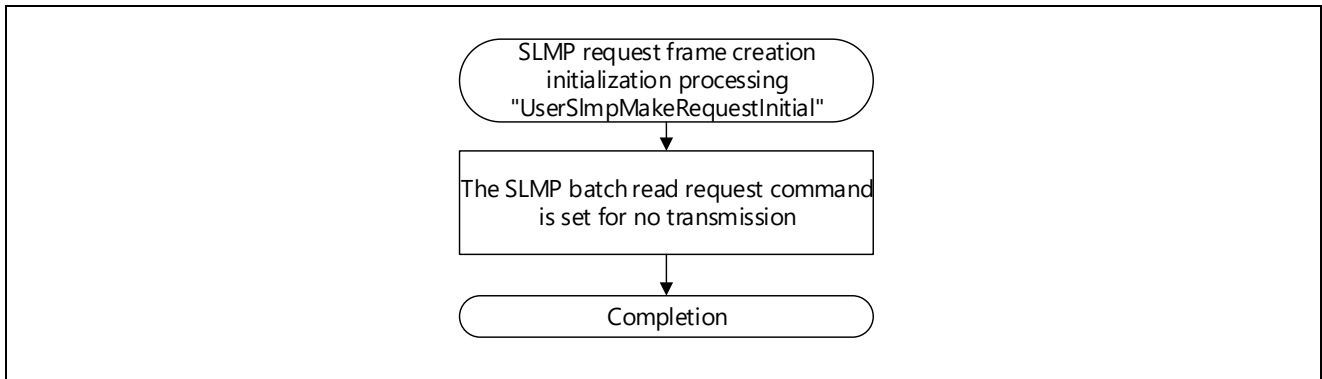 SLMP request frame creation
initialization processing
"UserSlmpMakeRequestInitial"
The SLMP batch read request command
is set for no transmission
Completion